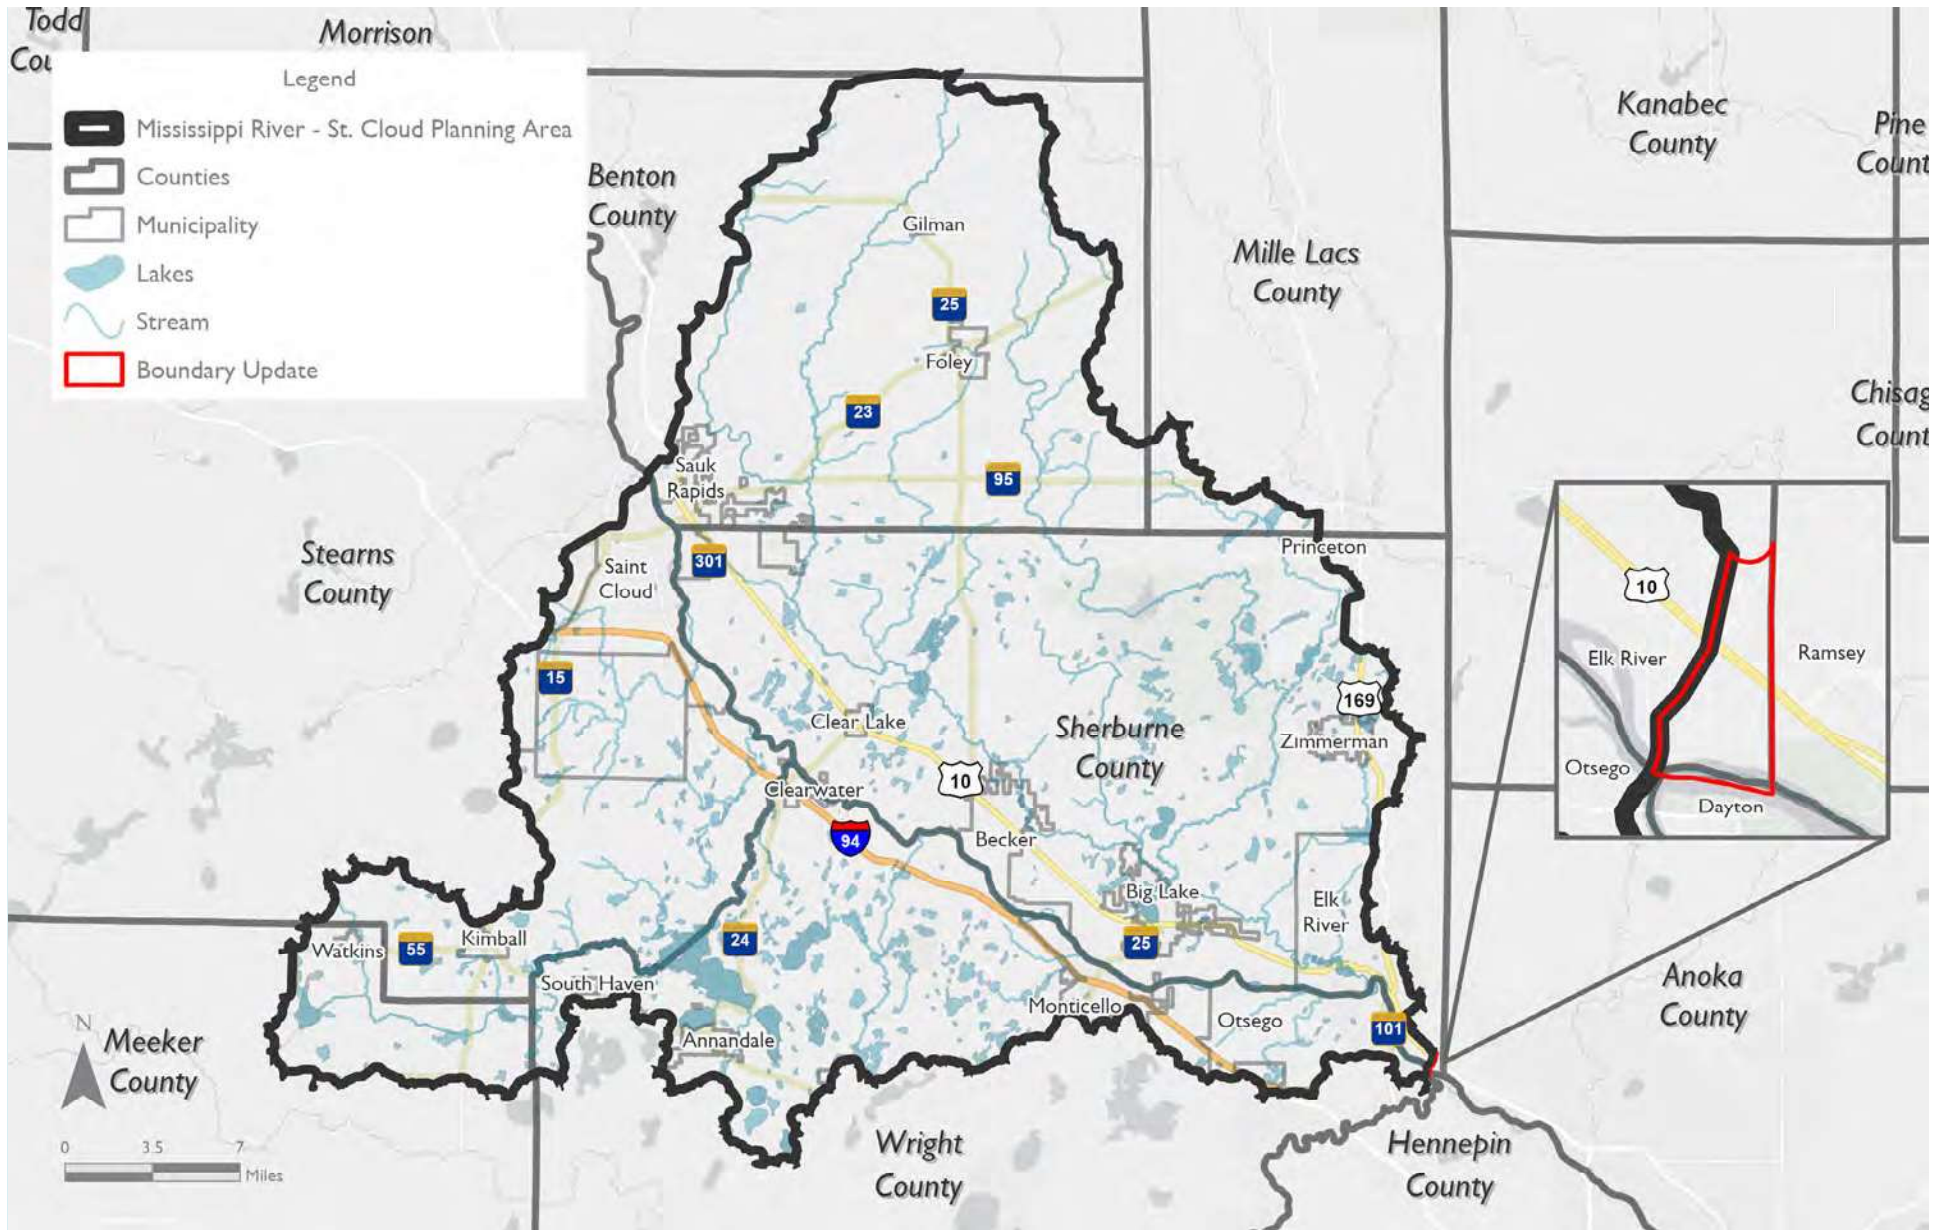 Todd
Cou
Morrison
Legend
Mississippi River - St. Cloud Planning Area
Counties
Municipality
Lakes
Stream
Boundary Update
Benton
County
Kanabec
County
Pine
Count
Gilman
Mille Lacs
County
25
Foley
23
Chisag
Count
Sauk
Rapids
95
Stearns
County
301
Saint
Cloud
Princeton
10
Elk River
Ramsey
Otsego
Dayton
15
169
Clear Lake
Sherburne
County
Zimmerman
10
Clearwater
94
Becker
Big Lake
Elk
River
Watkins
55
Kimball
24
25
South Haven
Anoka
County
Monticello
Otsego
101
N
Meeker
County
Annandale
0 3.5 7
Miles
Wright
County
Hennepin
County